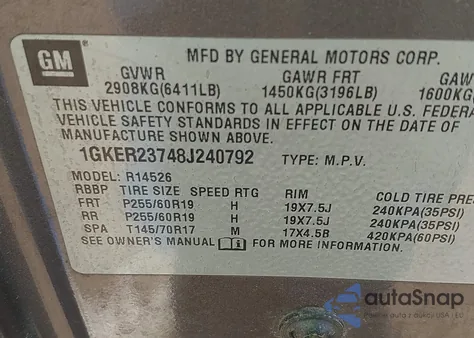 GM
MFD BY GENERAL MOTORS CORP.
GVWR GAWR FRT GAW
2908KG(6411LB) 1450KG(3196LB) 1600KG(
THIS VEHICLE CONFORMS TO ALL APPLICABLE U.S. FEDERA
VEHICLE SAFETY STANDARDS IN EFFECT ON THE DATE OF
MANUFACTURE SHOWN ABOVE.
1GKER23748J240792 TYPE: M.P.V.
MODEL: R14526
RBBP TIRE SIZE SPEED RTG RIM COLD TIRE PRE
FRT P255/60R19 H 19X7.5J 240KPA(35PSI)
RR P255/60R19 H 19X7.5J 240KPA(35PSI)
SPA T145/70R17 M 17X4.5B 420KPA(60PSI)
SEE OWNER'S MANUAL i FOR MORE INFORMATION.
autoSnap